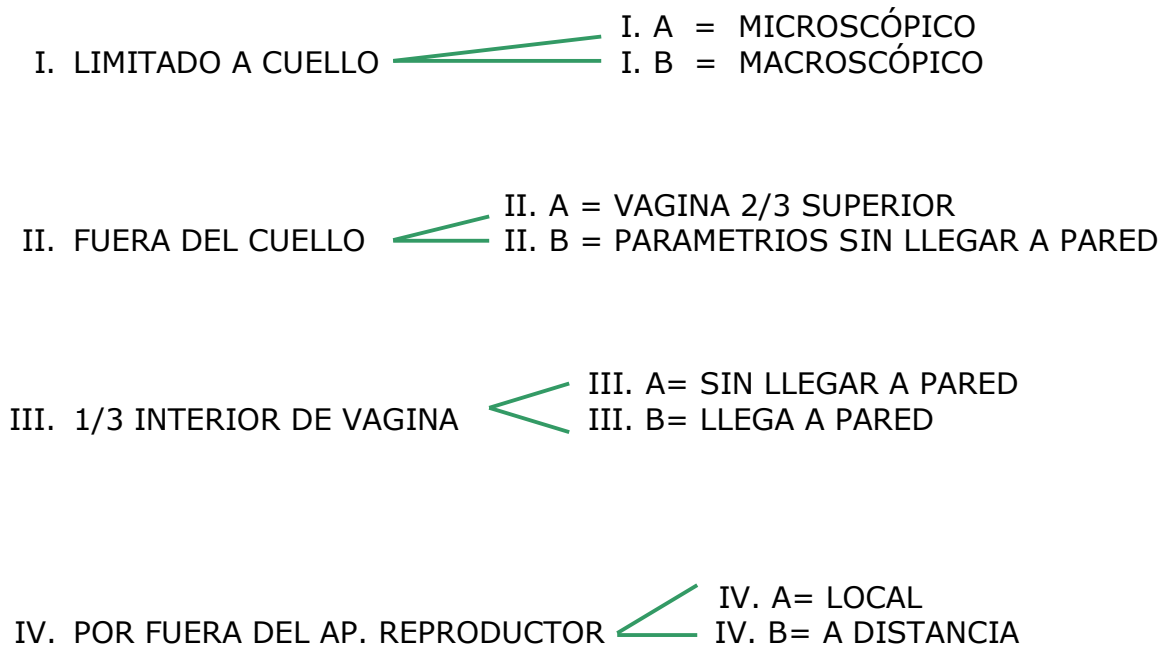 I. A = MICROSCÓPICO
I. LIMITADO A CUELLO I. B = MACROSCÓPICO
II. A = VAGINA 2/3 SUPERIOR
II. FUERA DEL CUELLO II. B = PARAMETRIOS SIN LLEGAR A PARED
III. A= SIN LLEGAR A PARED
III. 1/3 INTERIOR DE VAGINA III. B= LLEGA A PARED
IV. A= LOCAL
IV. POR FUERA DEL AP. REPRODUCTOR IV. B= A DISTANCIA